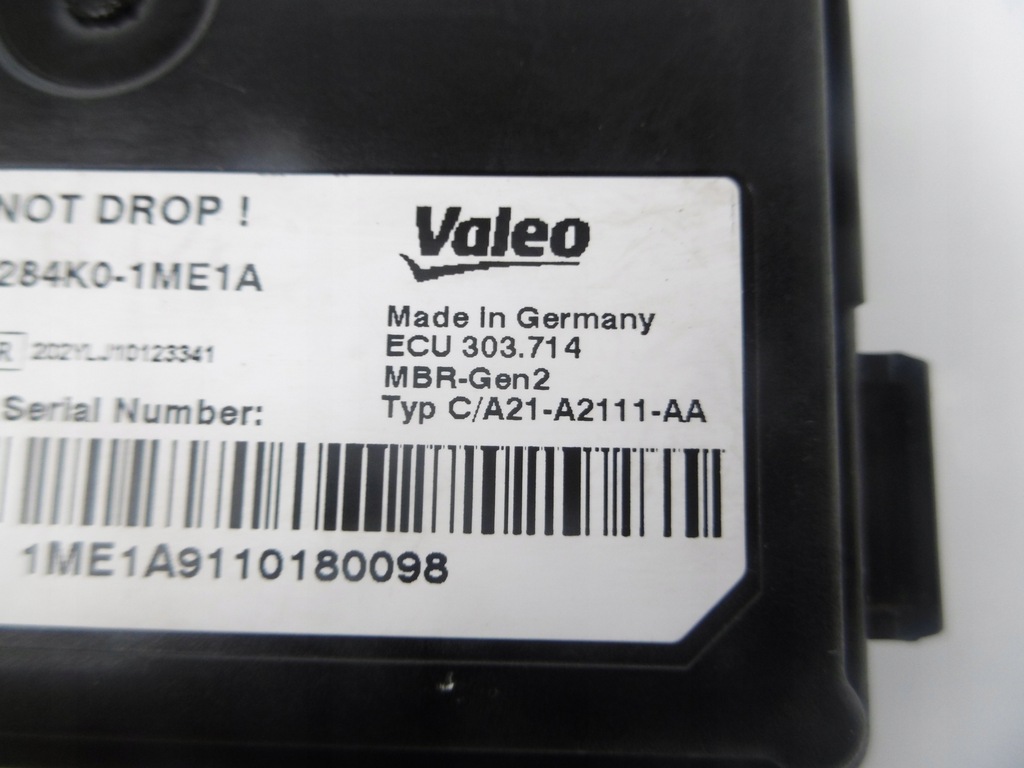 NOT DROP !
Valeo
284K0-1ME1A
Made in Germany
ECU 303.714
R 202YLJ10123341
MBR-Gen2
Serial Number:
Typ C/A21-A2111-AA
1ME1A9110180098